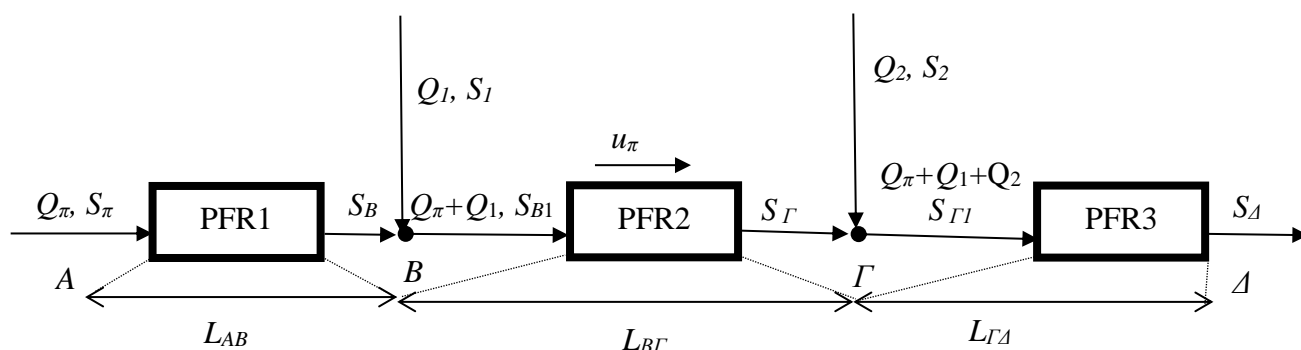 Q1, S1
Q2, S2
uπ
Qπ, Sπ
PFR1
SB
Qπ+Q1, SB1
PFR2
SΓ
Qπ+Q1+Q2
SΓ1
PFR3
SΔ
A
B
Γ
Δ
LAB
LBΓ
LΓΔ